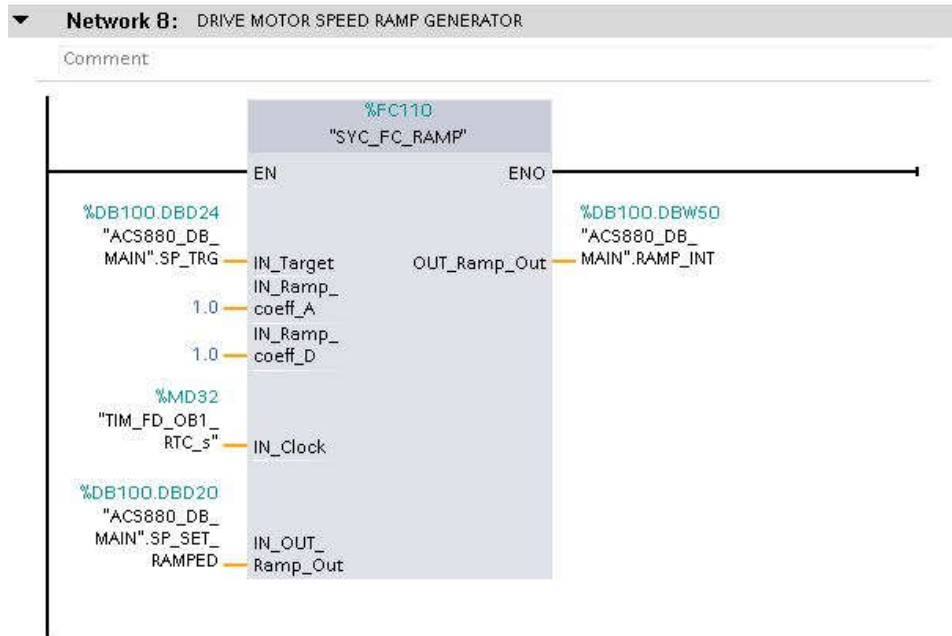 Network 8: DRIVE MOTOR SPEED RAMP GENERATOR
Comment
%FC110
"SYC_FC_RAMP"
EN
ENO
%DB100.DBD24
"ACS880_DB_
MAIN".SP_TRG
IN_Target
OUT_Ramp_Out
%DB100.DBW50
"ACS880_DB_
MAIN".RAMP_INT
1.0
IN_Ramp_
coeff_A
1.0
IN_Ramp_
coeff_D
%MD32
"TIM_FD_OB1_
RTC_s"
IN_Clock
%DB100.DBD20
"ACS880_DB_
MAIN".SP_SET_
RAMPED
IN_OUT_
Ramp_Out